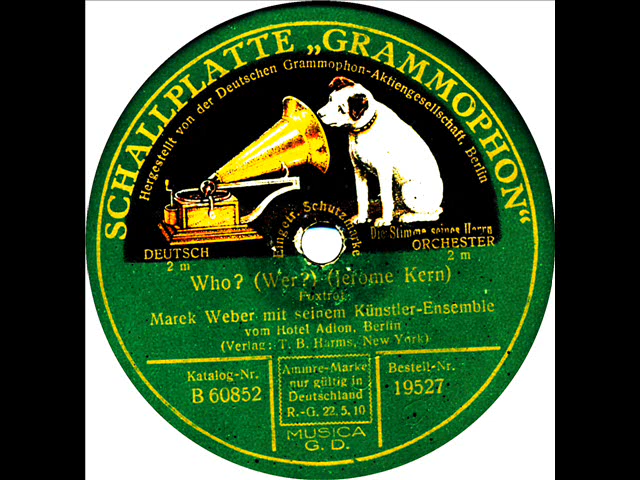 SCHALLPLATTE „GRAMMOPHON“
Hergestellt von der Deutschen Grammophon-Aktiengesellschaft, Berlin
Eingetr. Schutzmarke
Die Stimme seines Herrn
DEUTSCH
2 m
ORCHESTER
2 m
Who? (Wer?) (Jerome Kern)
Foxtrot
Marek Weber mit seinem Künstler-Ensemble
vom Hotel Adlon, Berlin
(Verlag: T. B. Harms, New York)
Katalog-Nr.
B 60852
Ammre-Marke
nur gültig in
Deutschland
R.-G. 22. 5. 10
Bestell-Nr.
19527
MUSICA
G. D.